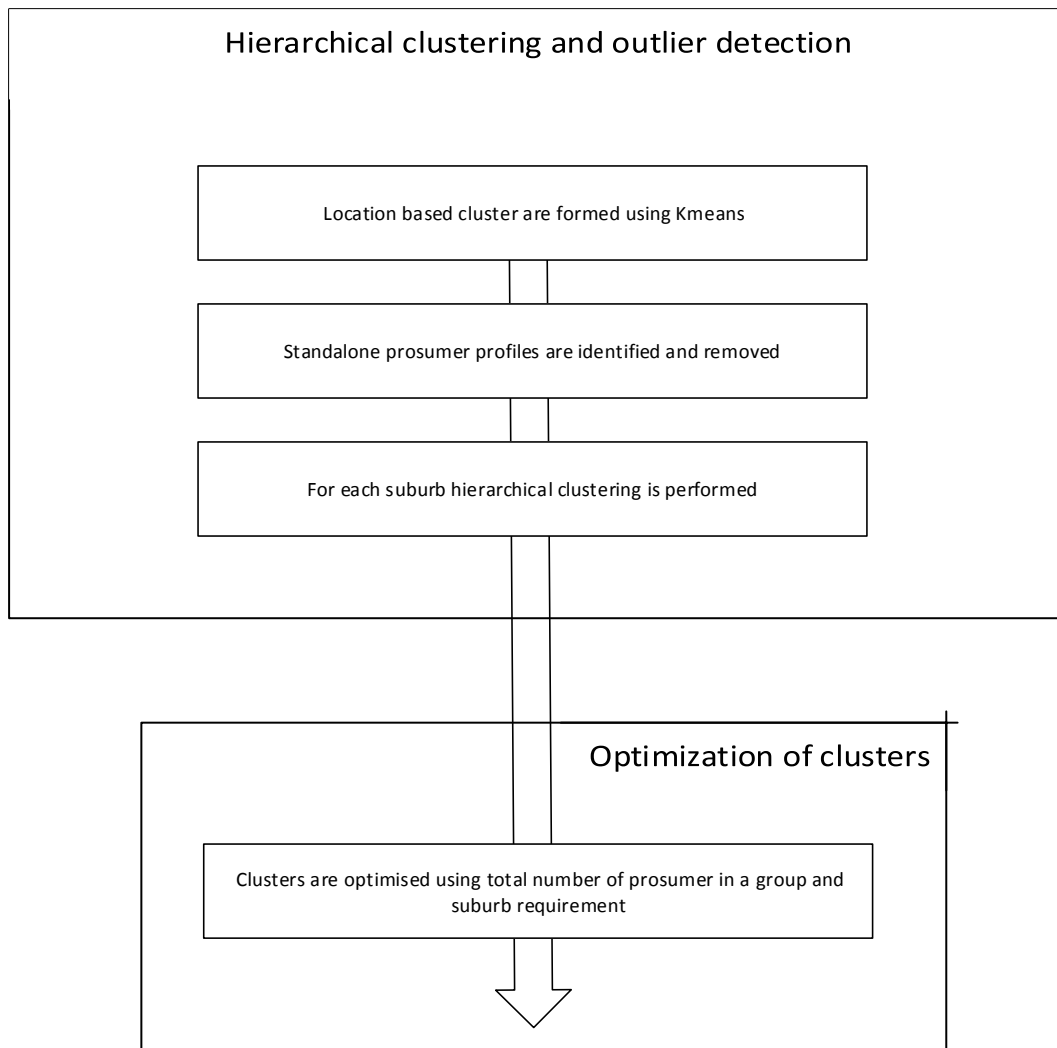 Hierarchical clustering and outlier detection
Location based cluster are formed using Kmeans
Standalone prosumer profiles are identified and removed
For each suburb hierarchical clustering is performed
Optimization of clusters
Clusters are optimised using total number of prosumer in a group and
suburb requirement